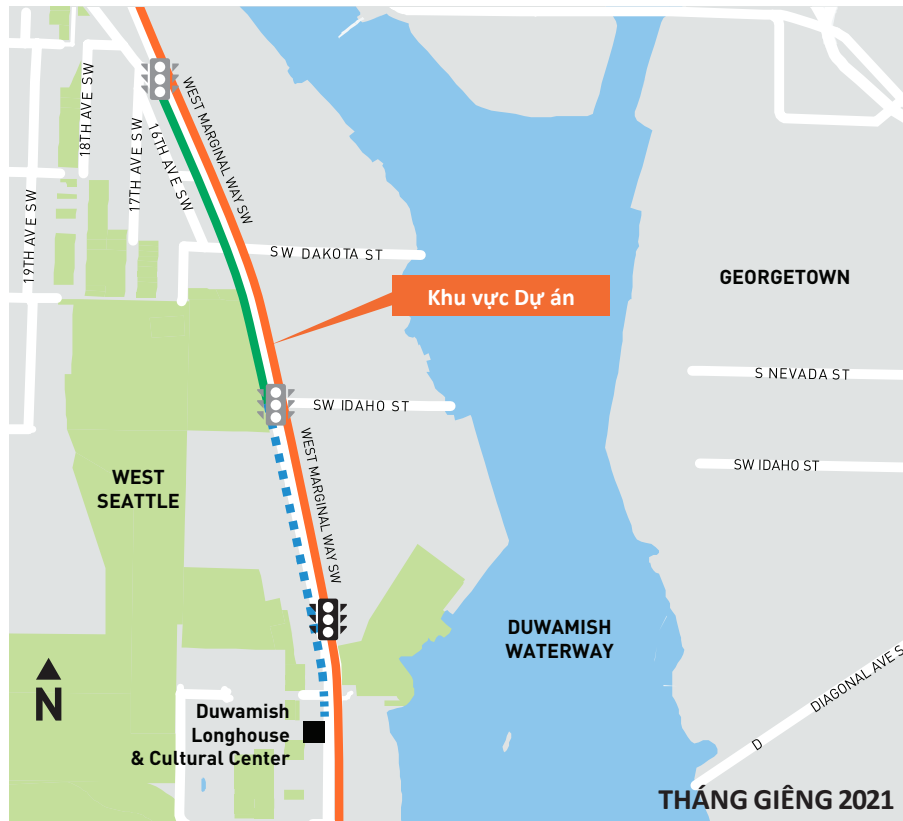 18TH AVE SW
17TH AVE SW
16TH AVE SW
19TH AVE SW
WEST MARGINAL WAY SW
SW DAKOTA ST
Khu vực Dự án
GEORGETOWN
S NEVADA ST
SW IDAHO ST
SW IDAHO ST
WEST
SEATTLE
WEST MARGINAL WAY SW
DUWAMISH
WATERWAY
N
Duwamish
Longhouse
& Cultural Center
D
DIAGONAL AVE S
THÁNG GIÊNG 2021